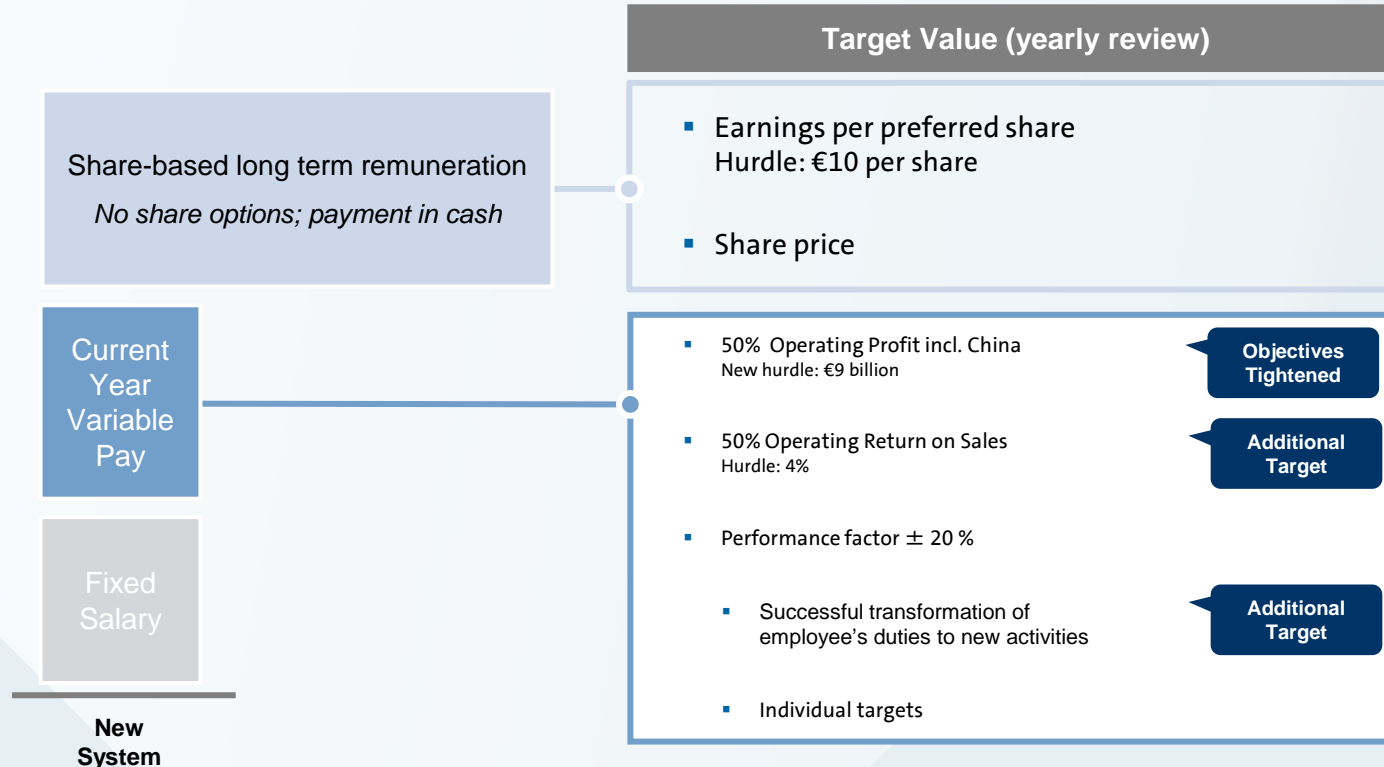 Target Value (yearly review)
Share-based long term remuneration
No share options; payment in cash
▪ Earnings per preferred share
Hurdle: €10 per share
▪ Share price
Current
Year
Variable
Pay
▪ 50% Operating Profit incl. China
New hurdle: €9 billion
Objectives
Tightened
▪ 50% Operating Return on Sales
Hurdle: 4%
Additional
Target
▪ Performance factor ± 20 %
▪ Successful transformation of
employee’s duties to new activities
Additional
Target
▪ Individual targets
Fixed
Salary
New
System